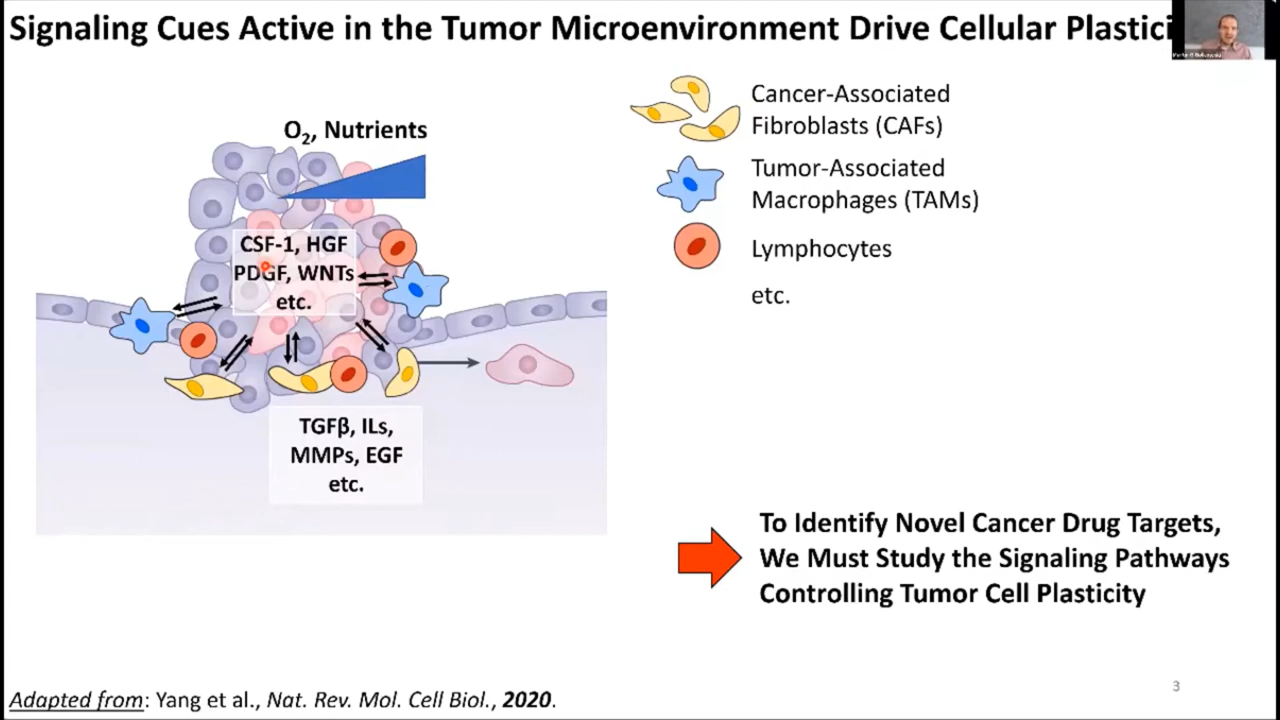 Signaling Cues Active in the Tumor Microenvironment Drive Cellular Plastici
O₂, Nutrients
CSF-1, HGF
PDGF, WNTs
etc.
TGFβ, ILs,
MMPs, EGF
etc.
Cancer-Associated
Fibroblasts (CAFs)
Tumor-Associated
Macrophages (TAMs)
Lymphocytes
etc.
To Identify Novel Cancer Drug Targets,
We Must Study the Signaling Pathways
Controlling Tumor Cell Plasticity
Adapted from: Yang et al., Nat. Rev. Mol. Cell Biol., 2020.
3